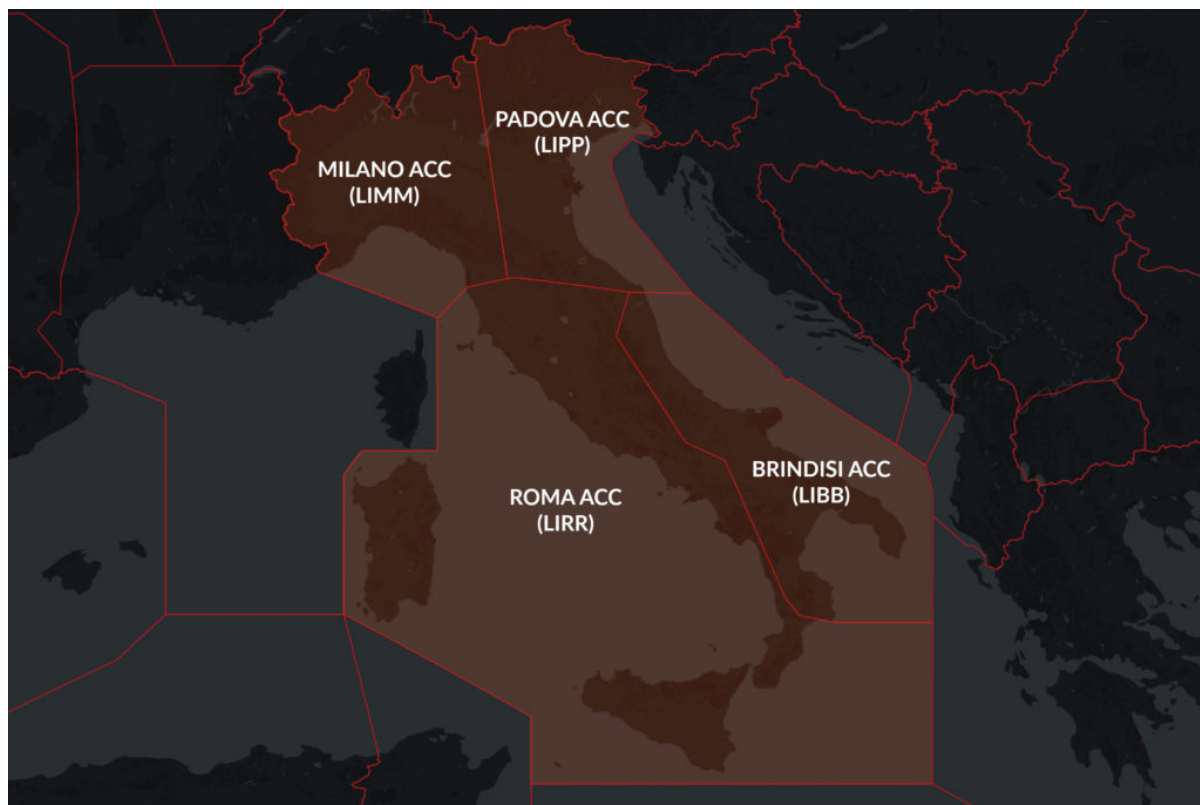 PADOVA ACC
(LIPP)
MILANO ACC
(LIMM)
BRINDISI ACC
(LIBB)
ROMA ACC
(LIRR)